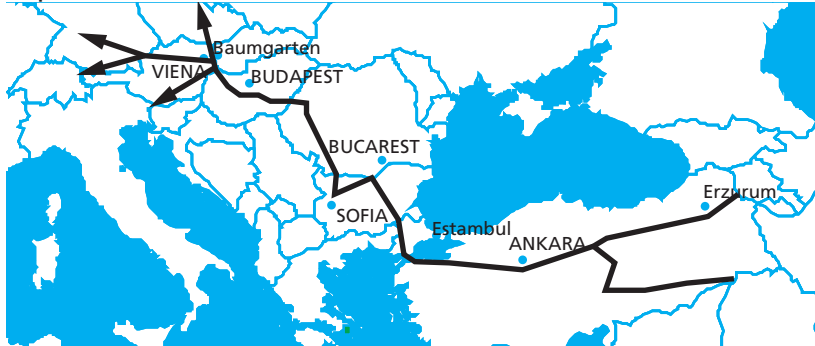 Baumgarten
VIENA
BUDAPEST
BUCAREST
Erzurum
SOFIA
Estambul
ANKARA